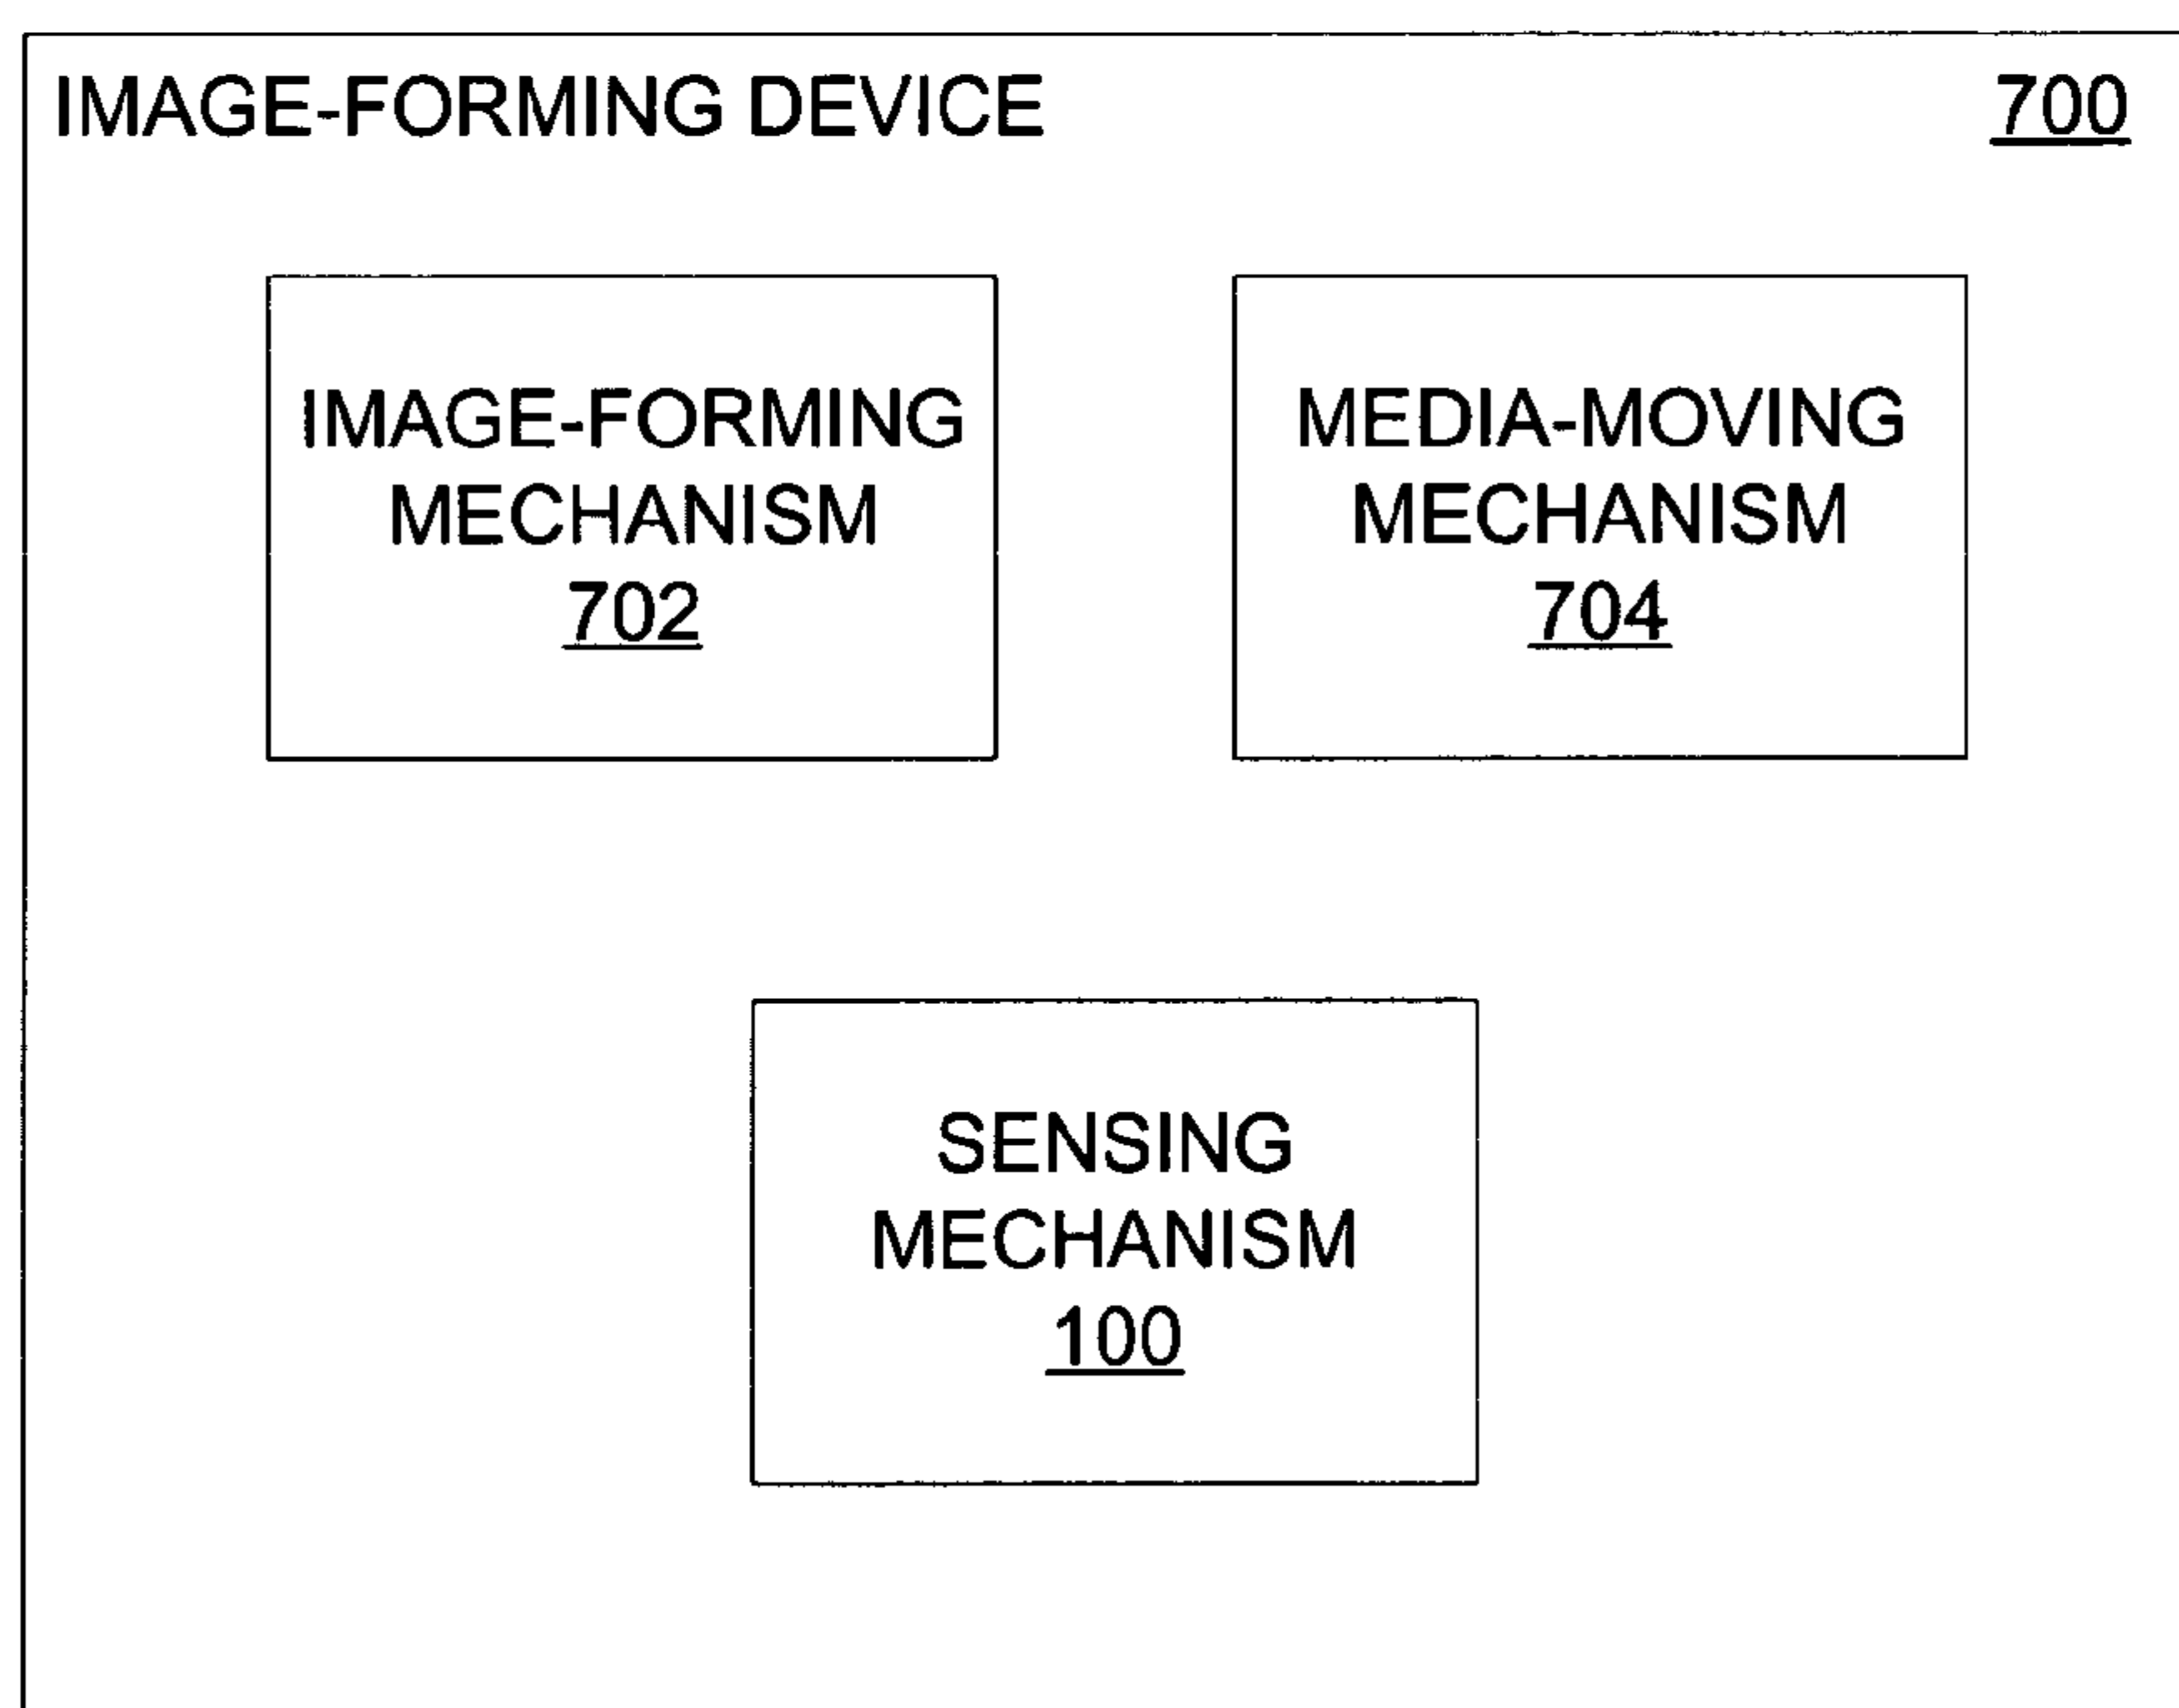 IMAGE-FORMING DEVICE 700
IMAGE-FORMING
MECHANISM
702
MEDIA-MOVING
MECHANISM
704
SENSING
MECHANISM
100